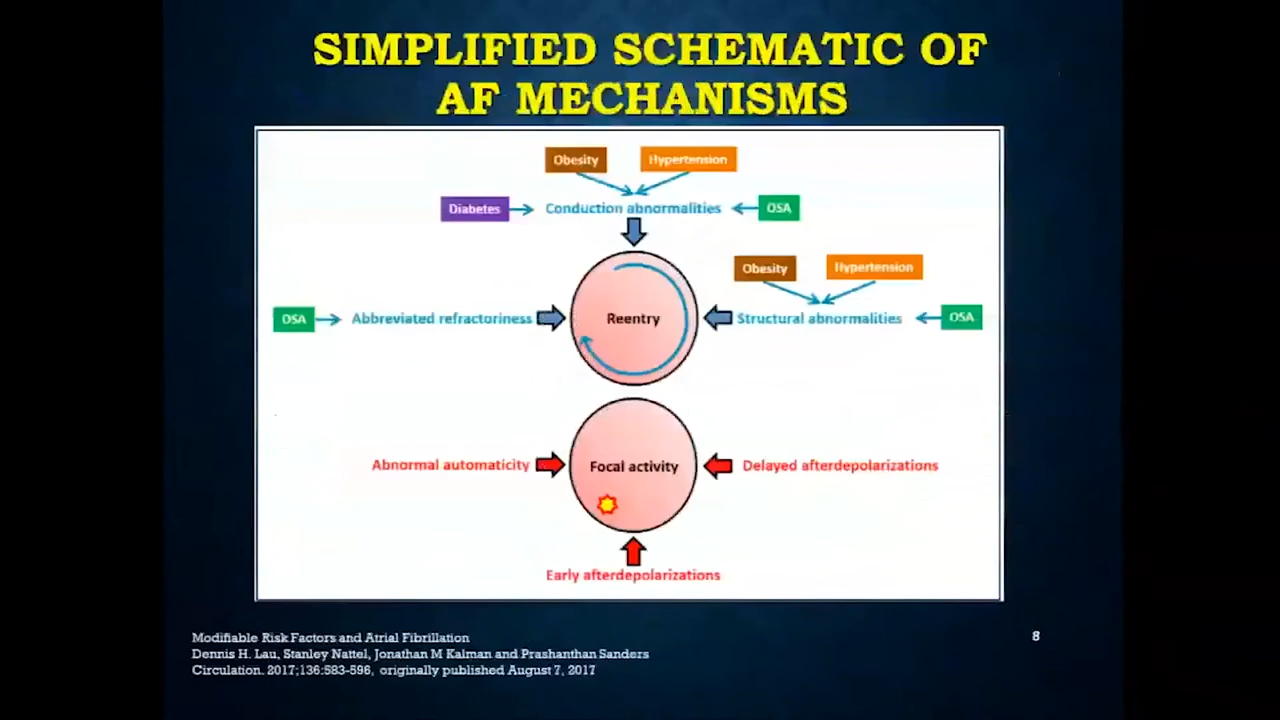 SIMPLIFIED SCHEMATIC OF
AF MECHANISMS
Obesity
Hypertension
Diabetes
Conduction abnormalities
OSA
Obesity
Hypertension
OSA
Abbreviated refractoriness
Reentry
Structural abnormalities
OSA
Abnormal automaticity
Focal activity
Delayed afterdepolarizations
Early afterdepolarizations
Modifiable Risk Factors and Atrial Fibrillation
Dennis H. Lau, Stanley Nattel, Jonathan M Kalman and Prashanthan Sanders
Circulation. 2017;136:583-596, originally published August 7, 2017
8